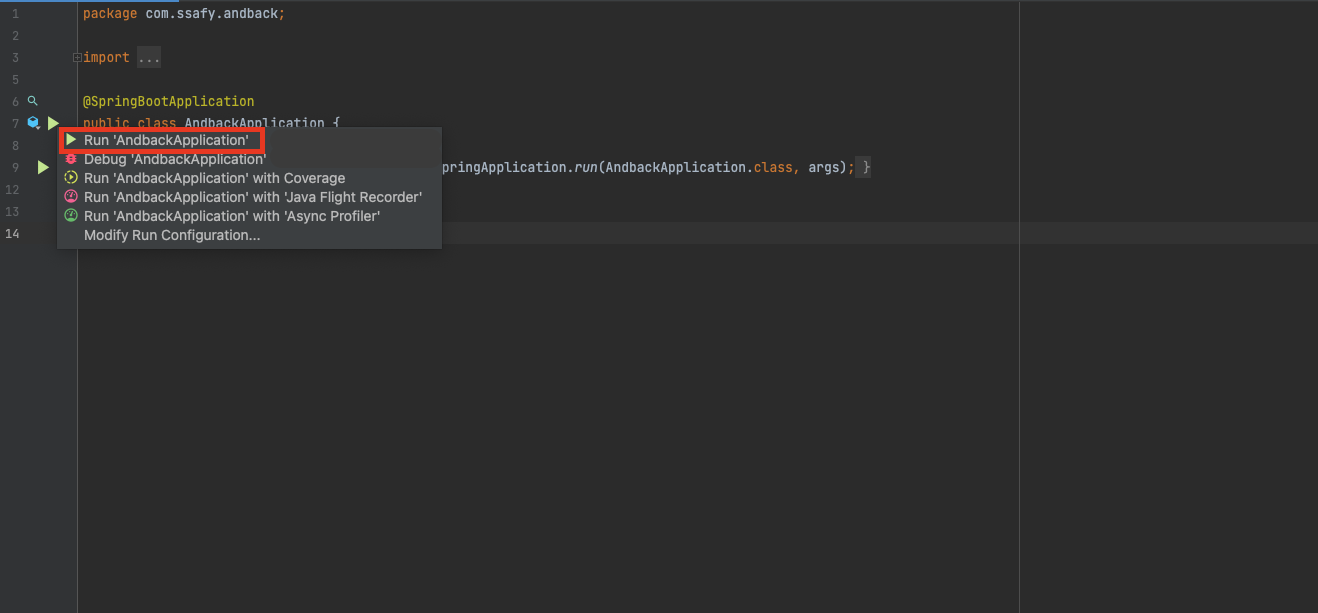 1 package com.ssafy.andback;
2
3 import ...
5
6 @SpringBootApplication
7 public class AndbackApplication {
8
Run 'AndbackApplication'
Debug 'AndbackApplication'
9 pringApplication.run(AndbackApplication.class, args); }
Run 'AndbackApplication' with Coverage
12
Run 'AndbackApplication' with 'Java Flight Recorder'
13
Run 'AndbackApplication' with 'Async Profiler'
14
Modify Run Configuration...